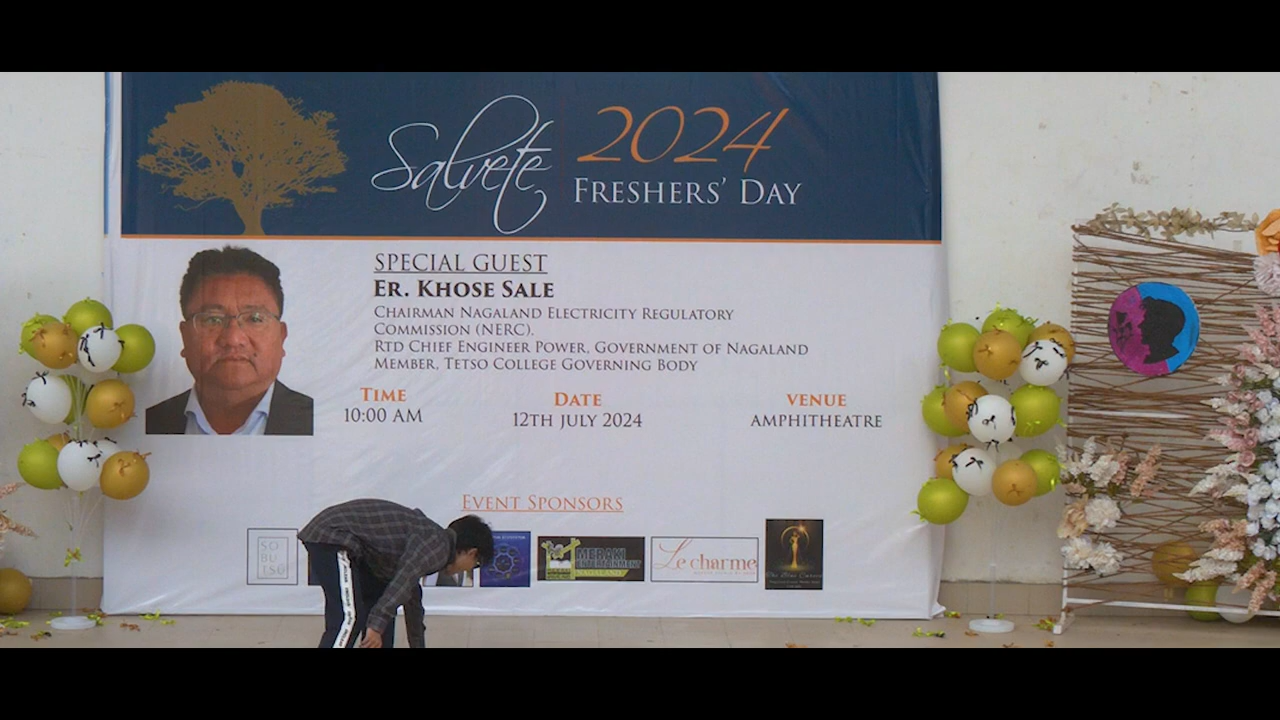 Salvete
2024
FRESHERS' DAY
SPECIAL GUEST
ER. KHOSE SALE
CHAIRMAN NAGALAND ELECTRICITY REGULATORY
COMMISSION (NERC).
RTD CHIEF ENGINEER POWER, GOVERNMENT OF NAGALAND
MEMBER, TETSO COLLEGE GOVERNING BODY
TIME
10:00 AM
DATE
12TH JULY 2024
VENUE
AMPHITHEATRE
EVENT SPONSORS
SO
BU
TSU
MERAKI
ENTERTAINMENT
Le charme